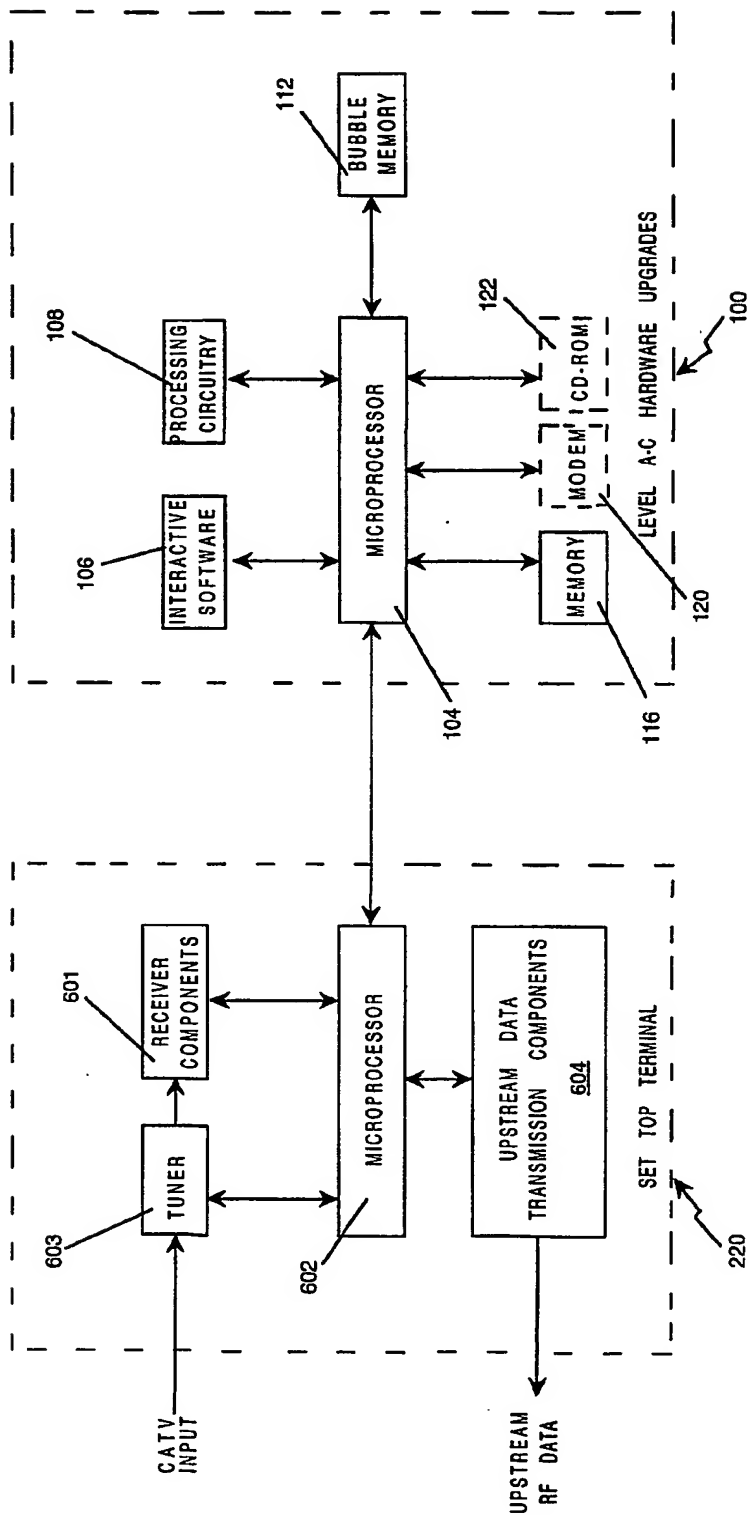 CATV
INPUT
UPSTREAM
RF DATA
603
TUNER
601
RECEIVER
COMPONENTS
602
MICROPROCESSOR
UPSTREAM DATA
TRANSMISSION COMPONENTS
604
SET TOP TERMINAL
220
106
INTERACTIVE
SOFTWARE
108
PROCESSING
CIRCUITRY
MICROPROCESSOR
104
112
BUBBLE
MEMORY
MEMORY
116
MODEM
120
CD-ROM
122
LEVEL A-C HARDWARE UPGRADES
100